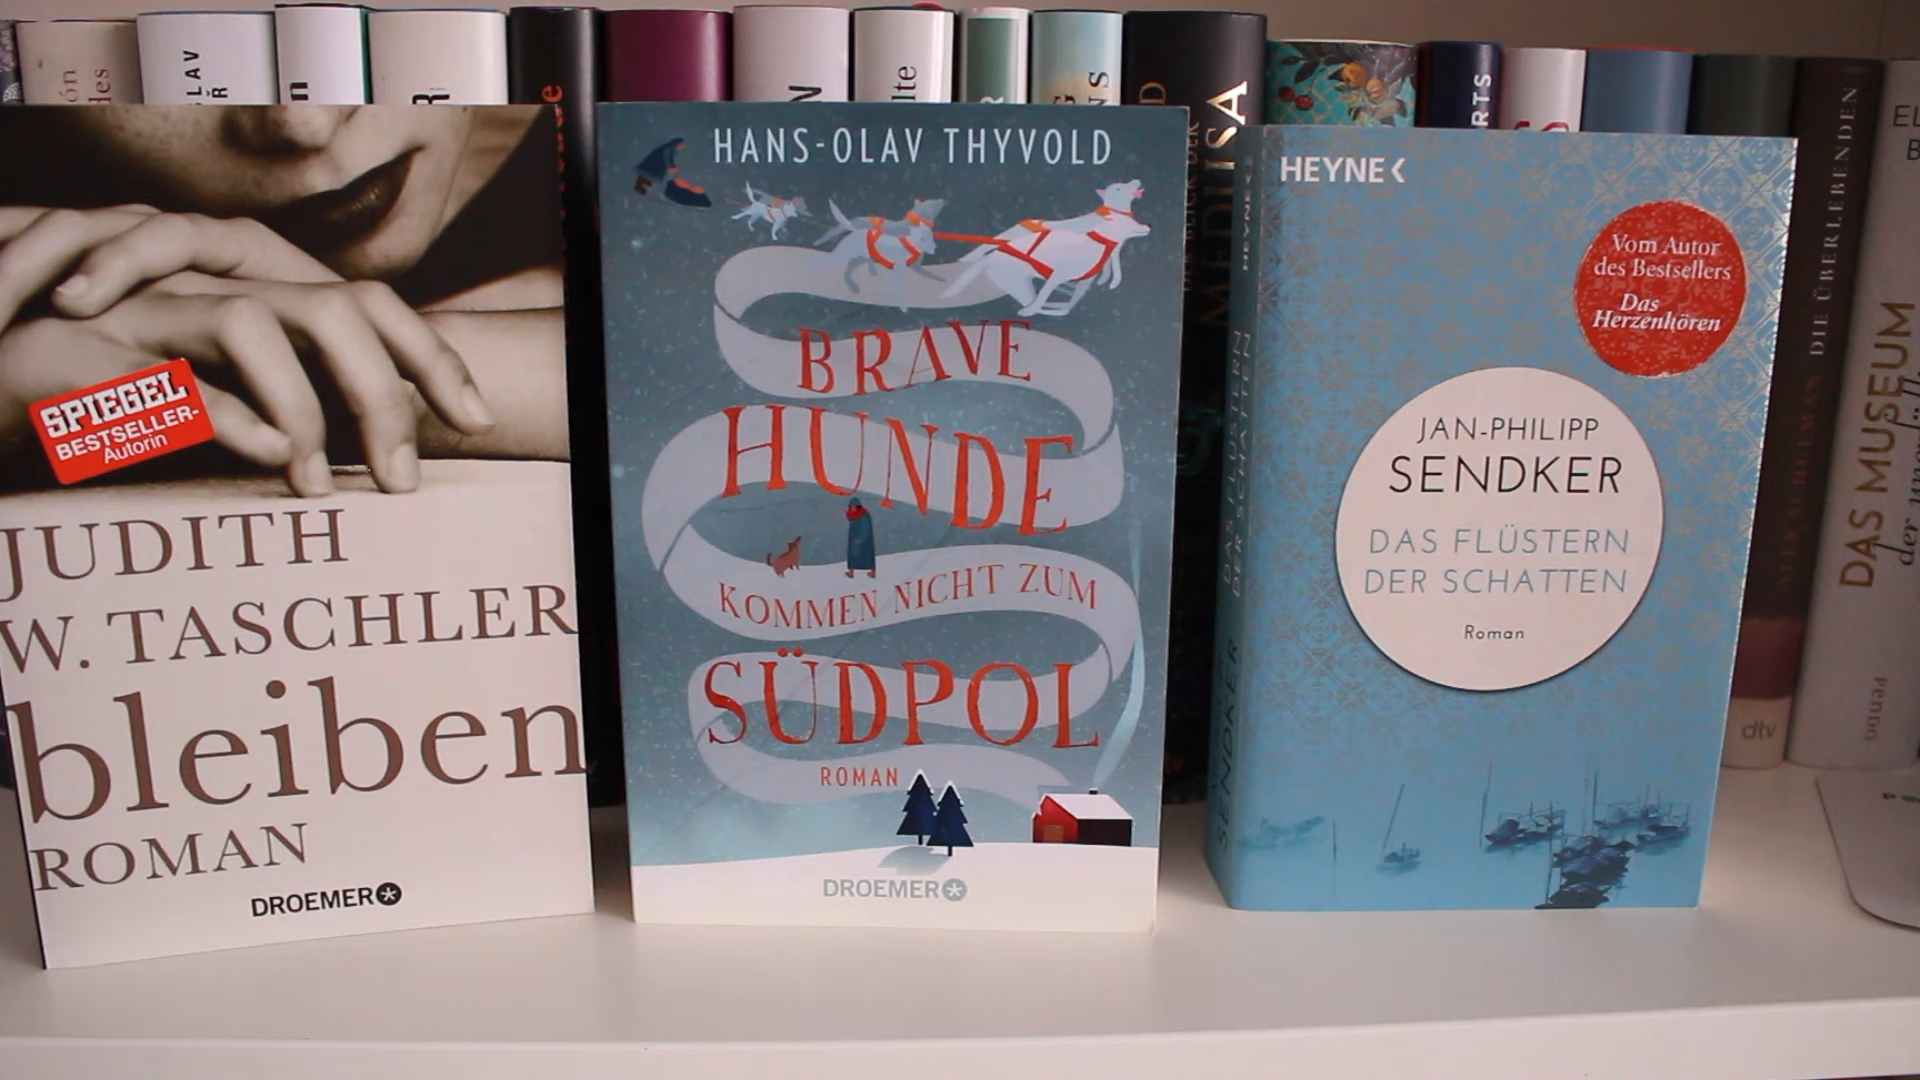 SPIEGEL
BESTSELLER-
Autorin
JUDITH
W. TASCHLER
bleiben
ROMAN
DROEMER
HANS-OLAV THYVOLD
BRAVE
HUNDE
KOMMEN NICHT ZUM
SÜDPOL
ROMAN
DROEMER
HEYNE
DAS FLÜSTERN
DER SCHATTEN
SENDKER
HEYNE
Vom Autor
des Bestsellers
Das
Herzenhören
JAN-PHILIPP
SENDKER
DAS FLÜSTERN
DER SCHATTEN
Roman
MEDUSA
DIE ÜBERLEBENDEN
dtv
DAS MUSEUM
der